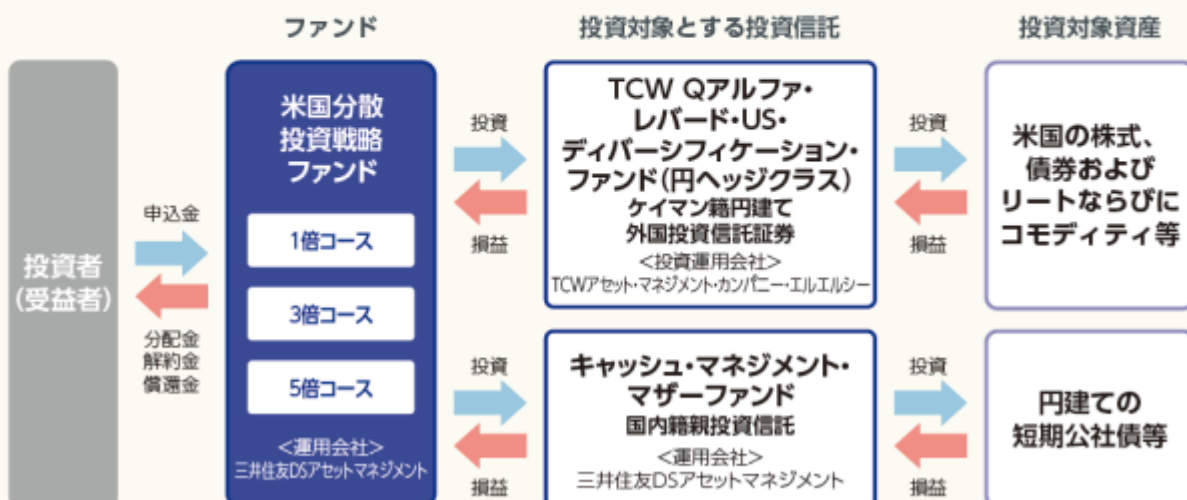 ファンド
投資対象とする投資信託
投資対象資産
投資者
(受益者)
申込金
分配金
解約金
償還金
米国分散
投資戦略
ファンド
1倍コース
3倍コース
5倍コース
<運用会社>
三井住友DSアセットマネジメント
投資
損益
TCW Qアルファ・
レバード・US・
ディバーシフィケーション・
ファンド(円ヘッジクラス)
ケイマン籍円建て
外国投資信託証券
<投資運用会社>
TCWアセット・マネジメント・カンパニー・エルエルシー
投資
損益
米国の株式、
債券および
リートならびに
コモディティ等
投資
損益
キャッシュ・マネジメント・
マザーファンド
国内籍親投資信託
<運用会社>
三井住友DSアセットマネジメント
投資
損益
円建ての
短期公社債等